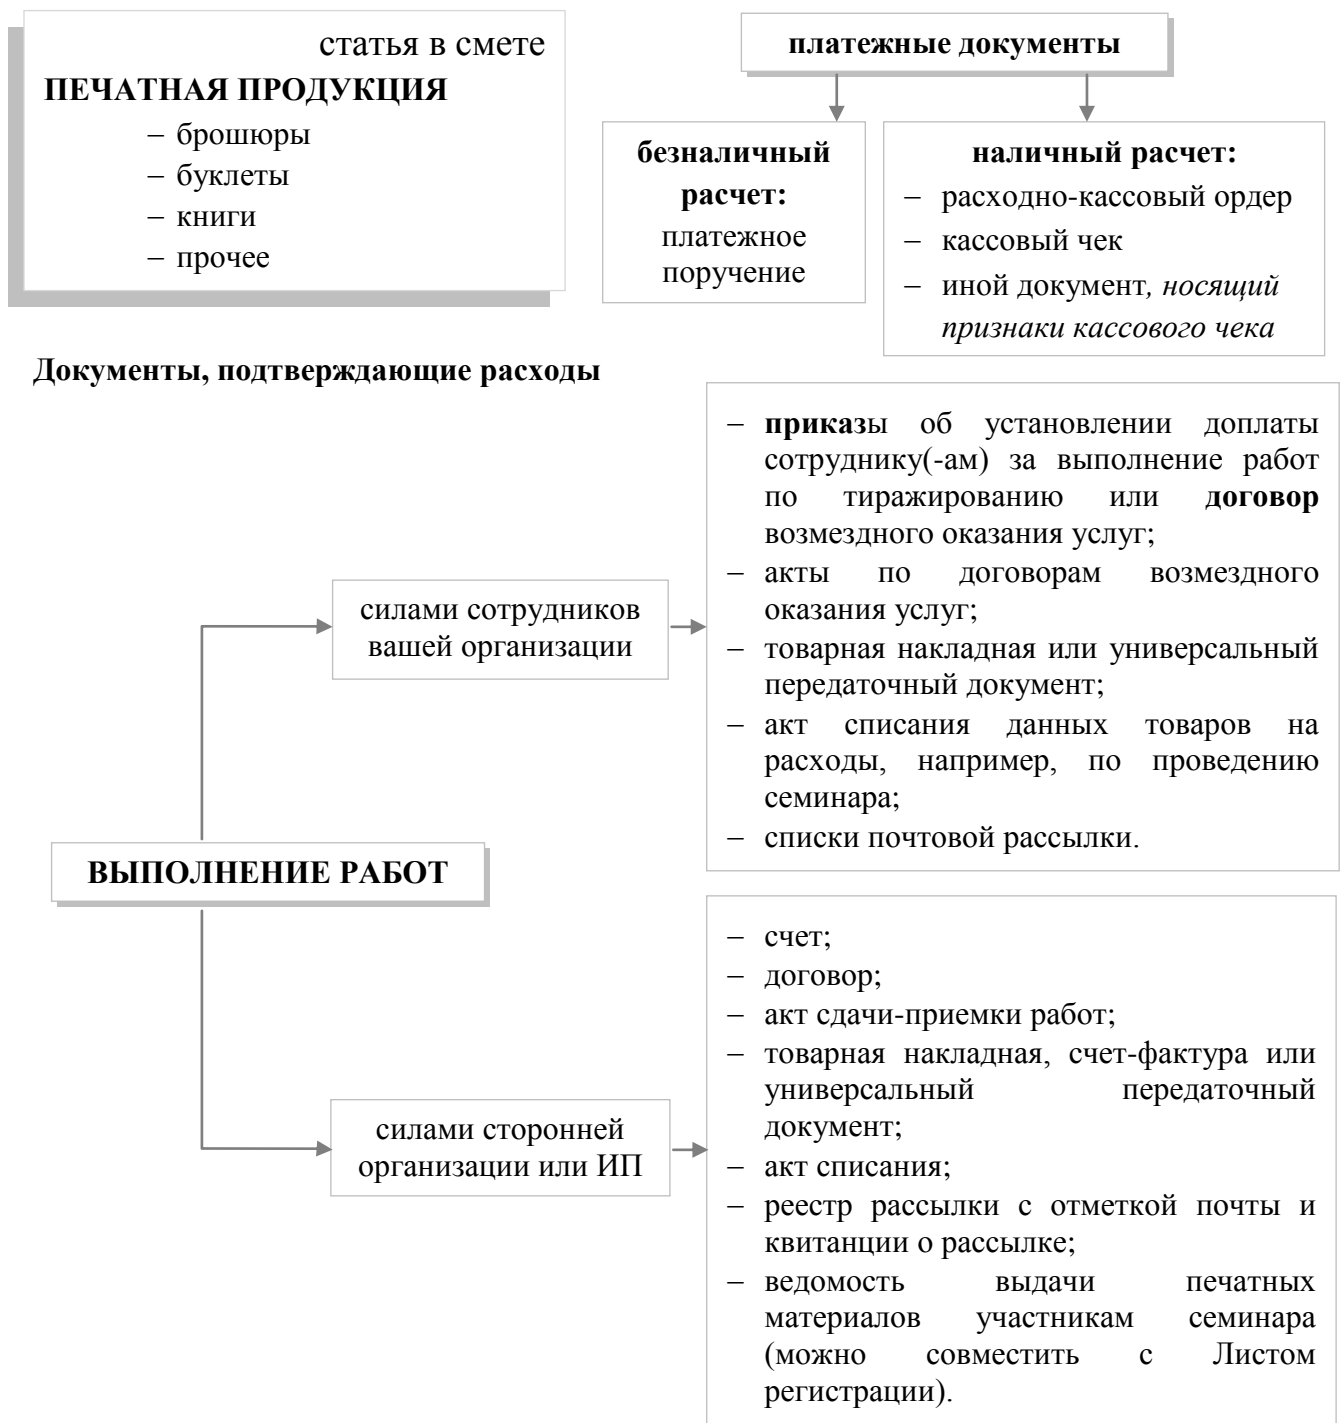 статья в смете
ПЕЧАТНАЯ ПРОДУКЦИЯ
– брошюры
– буклеты
– книги
– прочее
платежные документы
безналичный
расчет:
платежное
поручение
наличный расчет:
– расходно-кассовый ордер
– кассовый чек
– иной документ, носящий
признаки кассового чека
Документы, подтверждающие расходы
ВЫПОЛНЕНИЕ РАБОТ
силами сотрудников
вашей организации
– приказы об установлении доплаты
сотруднику(-ам) за выполнение работ
по тиражированию или договор
возмездного оказания услуг;
– акты по договорам возмездного
оказания услуг;
– товарная накладная или универсальный
передаточный документ;
– акт списания данных товаров на
расходы, например, по проведению
семинара;
– списки почтовой рассылки.
силами сторонней
организации или ИП
– счет;
– договор;
– акт сдачи-приемки работ;
– товарная накладная, счет-фактура или
универсальный передаточный
документ;
– акт списания;
– реестр рассылки с отметкой почты и
квитанции о рассылке;
– ведомость выдачи печатных
материалов участникам семинара
(можно совместить с Листом
регистрации).